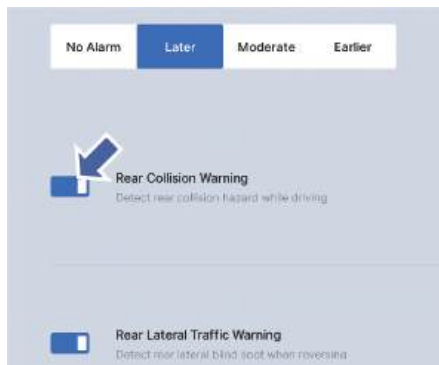 No Alarm Later Moderate Earlier
Rear Collision Warning
Detect rear collision hazard while driving
Rear Lateral Traffic Warning
Detect rear lateral blind spot when reversing